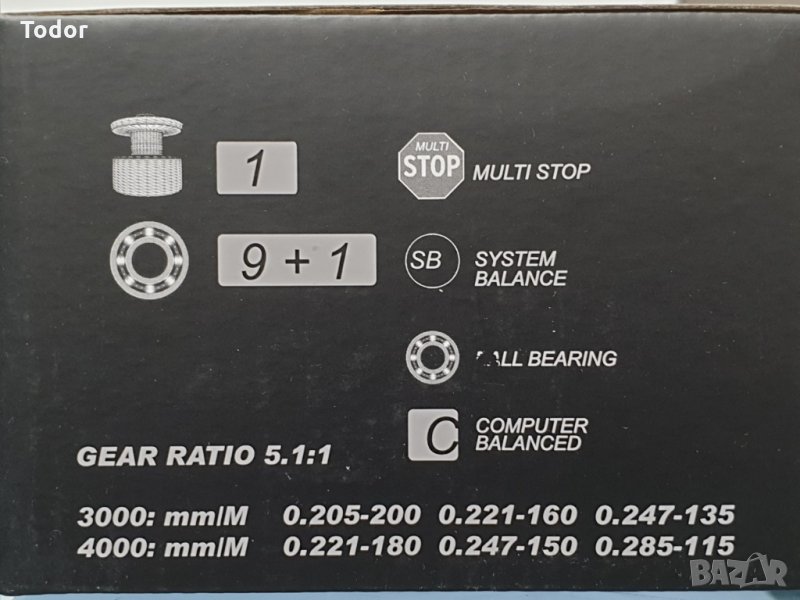 Todor
1
MULTI
STOP
MULTI STOP
9 + 1
SB
SYSTEM
BALANCE
BALL BEARING
C
COMPUTER
BALANCED
GEAR RATIO 5.1:1
3000: mm/M 0.205-200 0.221-160 0.247-135
4000: mm/M 0.221-180 0.247-150 0.285-115
BAZAR